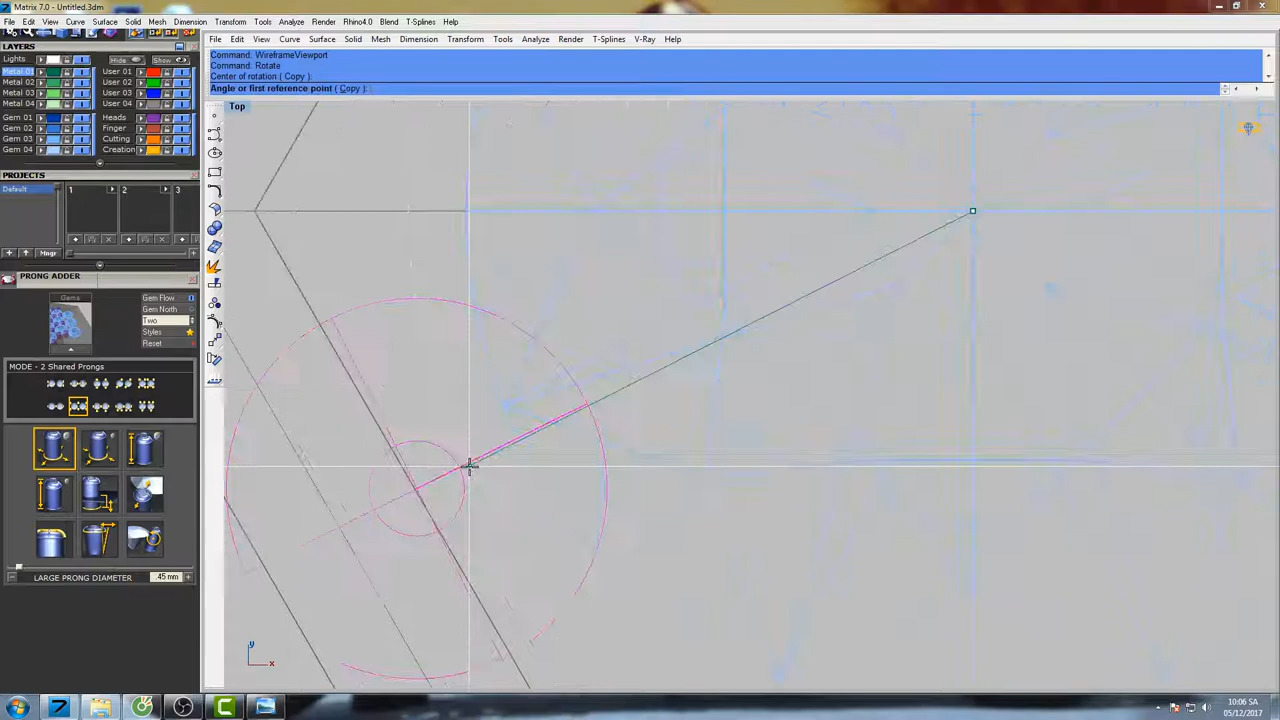 Matrix 7.0 - Untitled.3dm
File Edit View Curve Surface Solid Mesh Dimension Transform Tools Analyze Render Rhino4.0 Blend T-Splines Help
LAYERS
Lights Hide Show
Metal 01 User 01
Metal 02 User 02
Metal 03 User 03
Metal 04 User 04
Gem 01 Heads
Gem 02 Finger
Gem 03 Cutting
Gem 04 Creation
PROJECTS
Default 1 2 3
Mngr
PRONG ADDER
Gems
Gem Flow
Gem North
Two
Styles
Reset
MODE - 2 Shared Prongs
LARGE PRONG DIAMETER .45 mm
File Edit View Curve Surface Solid Mesh Dimension Transform Tools Analyze Render T-Splines V-Ray Help
Command: WireframeViewport
Command: Rotate
Center of rotation ( Copy ):
Angle or first reference point ( Copy ):
Top
y
x
10:06 SA
05/12/2017